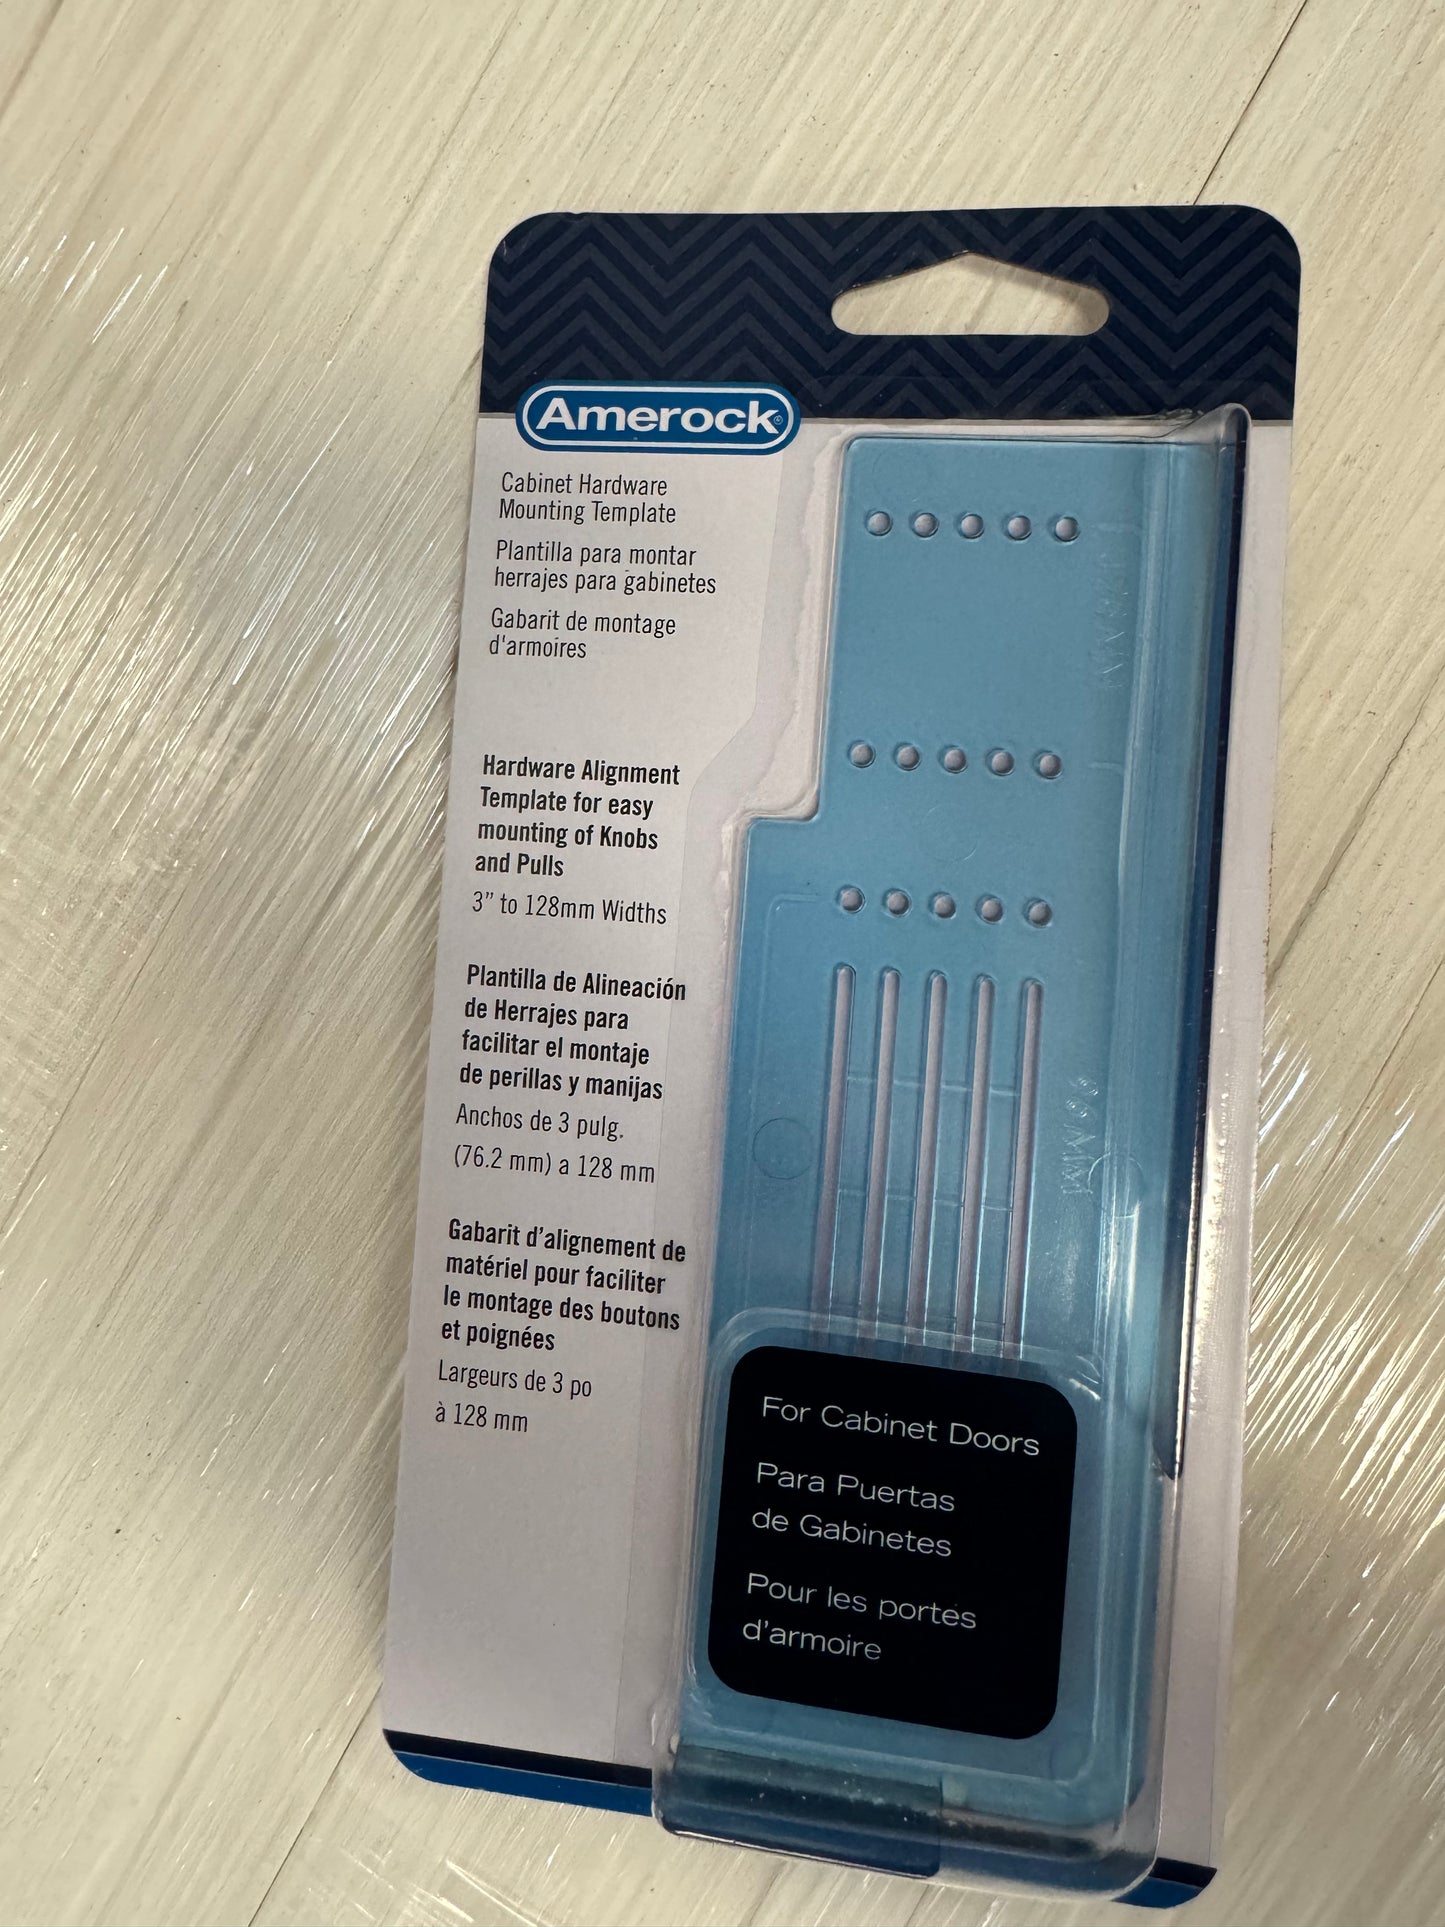 Amerock
Cabinet Hardware
Mounting Template
Plantilla para montar
herrajes para gabinetes
Gabarit de montage
d'armoires
Hardware Alignment
Template for easy
mounting of Knobs
and Pulls
3" to 128mm Widths
Plantilla de Alineación
de Herrajes para
facilitar el montaje
de perillas y manijas
Anchos de 3 pulg.
(76.2 mm) a 128 mm
Gabarit d'alignement de
matériel pour faciliter
le montage des boutons
et poignées
Largeurs de 3 po
à 128 mm
96 MM
For Cabinet Doors
Para Puertas
de Gabinetes
Pour les portes
d'armoire